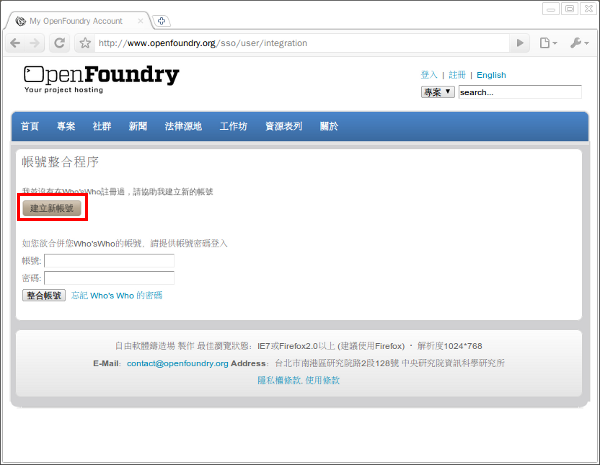 My OpenFoundry Account
http://www.openfoundry.org/sso/user/integration
OpenFoundry
Your project hosting
登入 | 註冊 | English
專案 search...
首頁 專案 社群 新聞 法律源地 工作坊 資源表列 關於
帳號整合程序
我並沒有在Who'sWho註冊過，請協助我建立新的帳號
建立新帳號
如您欲合併您Who'sWho的帳號，請提供帳號密碼登入
帳號:
密碼:
整合帳號 忘記 Who's Who 的密碼
自由軟體鑄造場 製作 最佳瀏覽狀態：IE7或Firefox2.0以上 (建議使用Firefox) ・ 解析度1024*768
E-Mail：contact@openfoundry.org Address：台北市南港區研究院路2段128號 中央研究院資訊科學研究所
隱私權條款, 使用條款